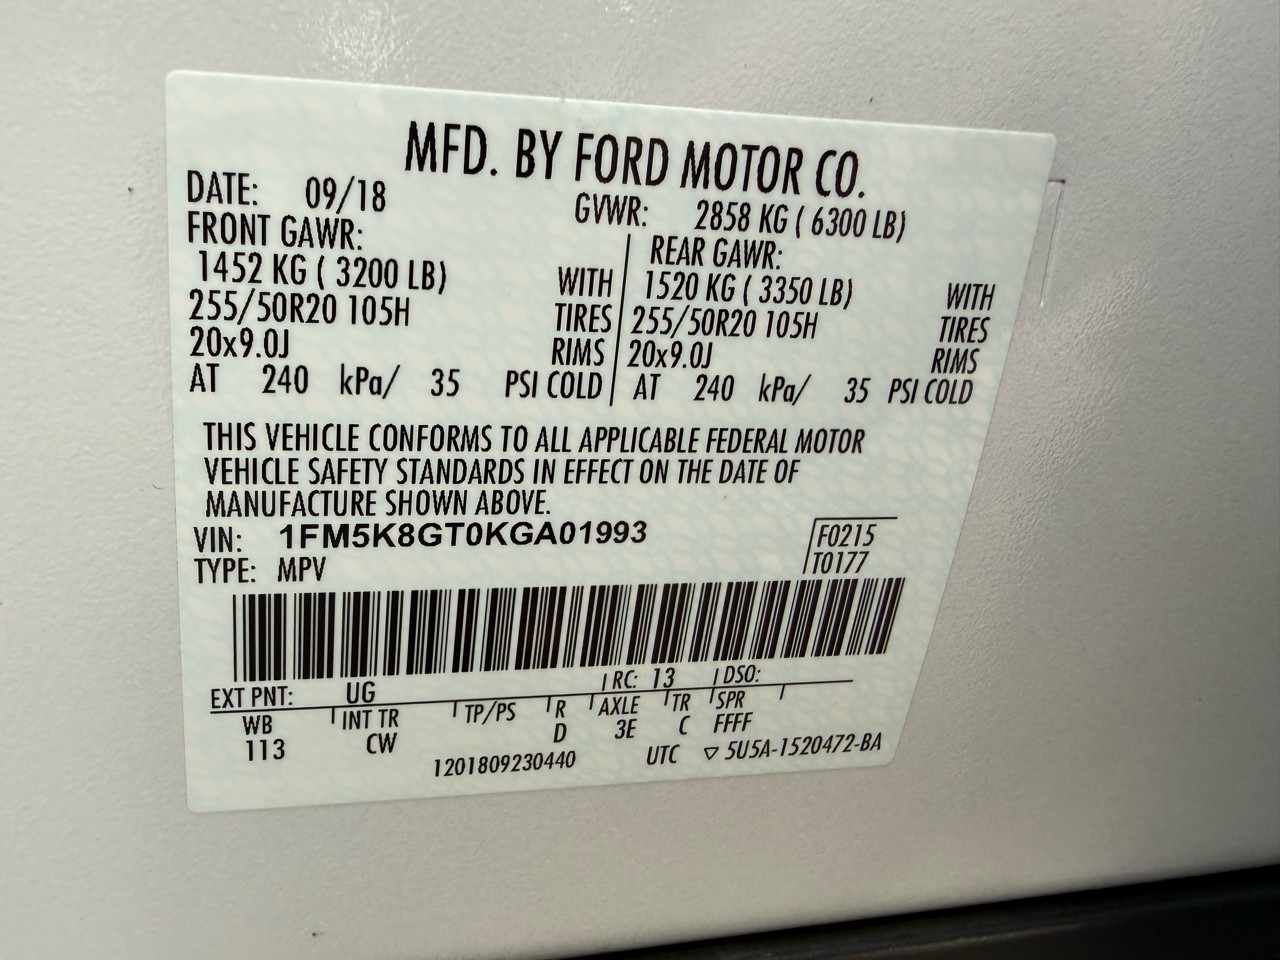 MFD. BY FORD MOTOR CO.
DATE: 09/18 GVWR: 2858 KG ( 6300 LB)
FRONT GAWR: REAR GAWR:
1452 KG ( 3200 LB) WITH 1520 KG ( 3350 LB) WITH
255/50R20 105H TIRES 255/50R20 105H TIRES
20x9.0J RIMS 20x9.0J RIMS
AT 240 kPa/ 35 PSI COLD AT 240 kPa/ 35 PSI COLD
THIS VEHICLE CONFORMS TO ALL APPLICABLE FEDERAL MOTOR
VEHICLE SAFETY STANDARDS IN EFFECT ON THE DATE OF
MANUFACTURE SHOWN ABOVE.
VIN: 1FM5K8GT0KGA01993 F0215
TYPE: MPV T0177
EXT PNT: UG RC: 13 DSO:
WB INT TR TP/PS R AXLE TR SPR
113 CW D 3E C FFFF
1201809230440 UTC ▽ 5U5A-1520472-BA